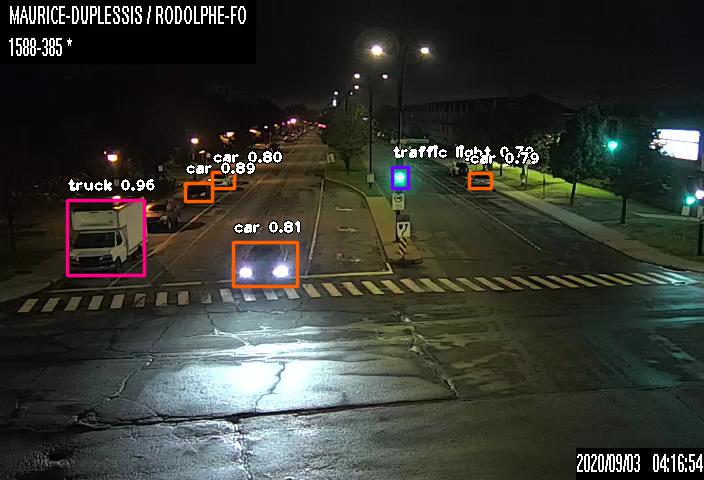 MAURICE-DUPLESSIS / RODOLPHE-FO
1588-385 *
car 0.80
traffic light 0.72
car 0.79
car 0.89
truck 0.96
car 0.81
2020/09/03 04:16:54